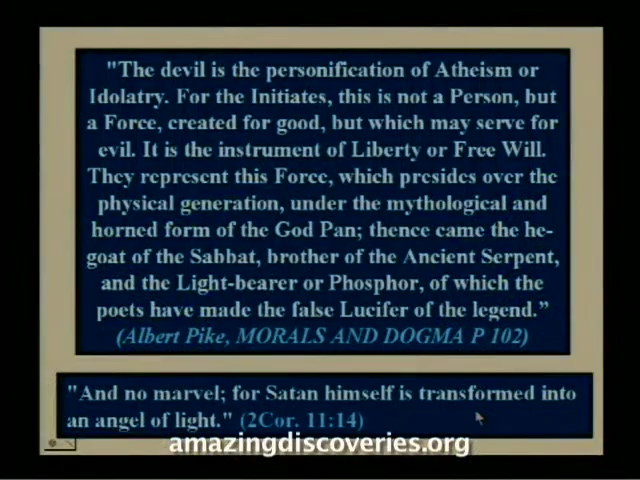 "The devil is the personification of Atheism or
Idolatry. For the Initiates, this is not a Person, but
a Force, created for good, but which may serve for
evil. It is the instrument of Liberty or Free Will.
They represent this Force, which presides over the
physical generation, under the mythological and
horned form of the God Pan; thence came the he-
goat of the Sabbat, brother of the Ancient Serpent,
and the Light-bearer or Phosphor, of which the
poets have made the false Lucifer of the legend.”
(Albert Pike, MORALS AND DOGMA P 102)
"And no marvel; for Satan himself is transformed into
an angel of light." (2Cor. 11:14)
amazingdiscoveries.org